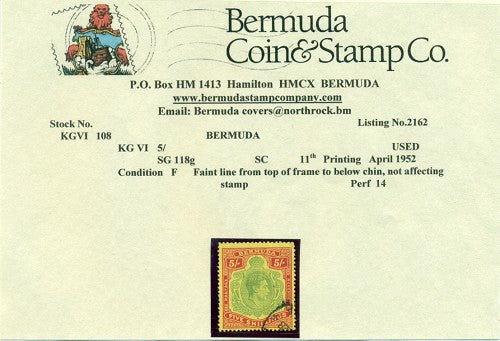 Bermuda
Coin&Stamp Co.
P.O. Box HM 1413 Hamilton HMCX BERMUDA
www.bermudastampcompany.com
Email: Bermuda covers@northrock.bm
Stock No. Listing No.2162
KGVI 108 BERMUDA
KG VI 5/ USED
SG 118g SC 11th Printing April 1952
Condition F Faint line from top of frame to below chin, not affecting
stamp Perf 14
BERMUDA
5/- 5/-
FIVE SHILLINGS